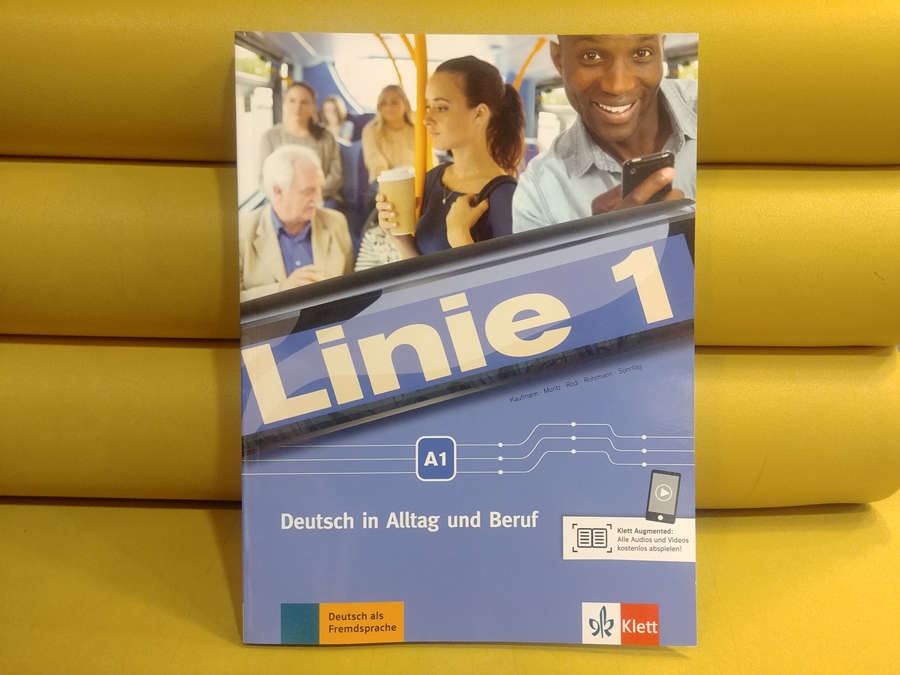 Linie 1
Kaufmann · Moritz · Rodi · Rohrmann · Sonntag
A1
Deutsch in Alltag und Beruf
Klett Augmented:
Alle Audios und Videos
kostenlos abspielen!
Deutsch als
Fremdsprache
Klett